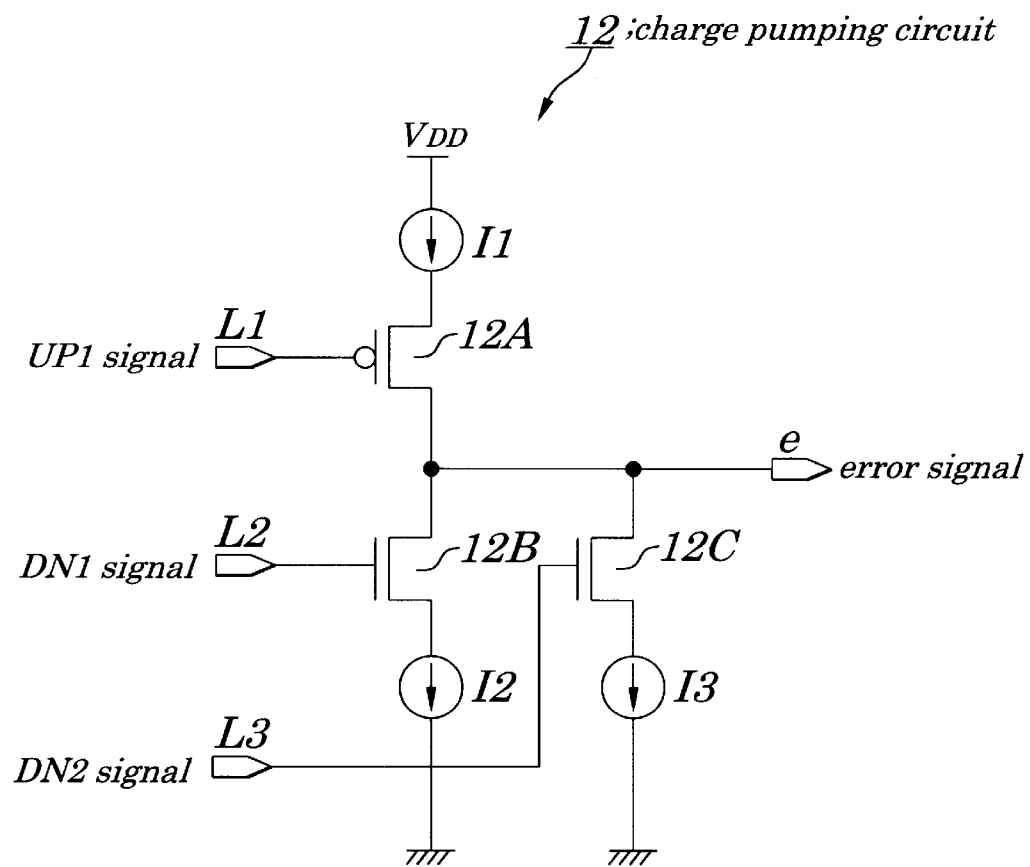 12 ;charge pumping circuit
VDD
I1
L1
UP1 signal
12A
e
error signal
L2
DN1 signal
12B
12C
I2
I3
L3
DN2 signal